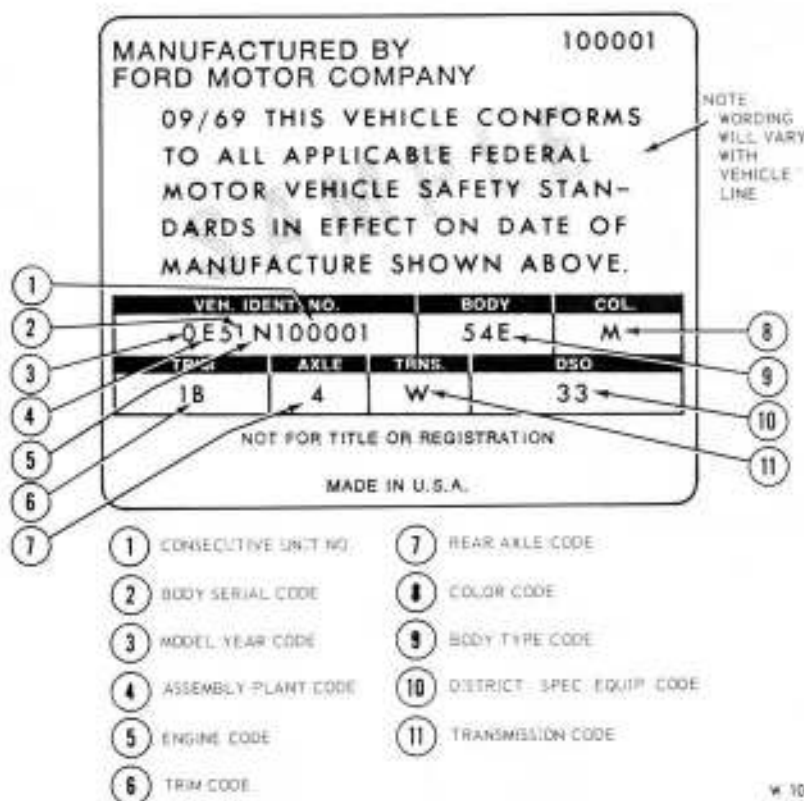 MANUFACTURED BY
FORD MOTOR COMPANY
100001
09/69 THIS VEHICLE CONFORMS
TO ALL APPLICABLE FEDERAL
MOTOR VEHICLE SAFETY STAN-
DARDS IN EFFECT ON DATE OF
MANUFACTURE SHOWN ABOVE.
NOTE
WORDING
WILL VARY
WITH
VEHICLE
LINE
VEH. IDENT. NO. BODY COL.
0E51N100001 54E M
TRIM AXLE TRNS. DSO
1B 4 W 33
NOT FOR TITLE OR REGISTRATION
MADE IN U.S.A.
1
2
3
4
5
6
7
8
9
10
11
1 CONSECUTIVE UNIT NO.
2 BODY SERIAL CODE
3 MODEL YEAR CODE
4 ASSEMBLY PLANT CODE
5 ENGINE CODE
6 TRIM CODE
7 REAR AXLE CODE
8 COLOR CODE
9 BODY TYPE CODE
10 DISTRICT SPEC. EQUIP CODE
11 TRANSMISSION CODE